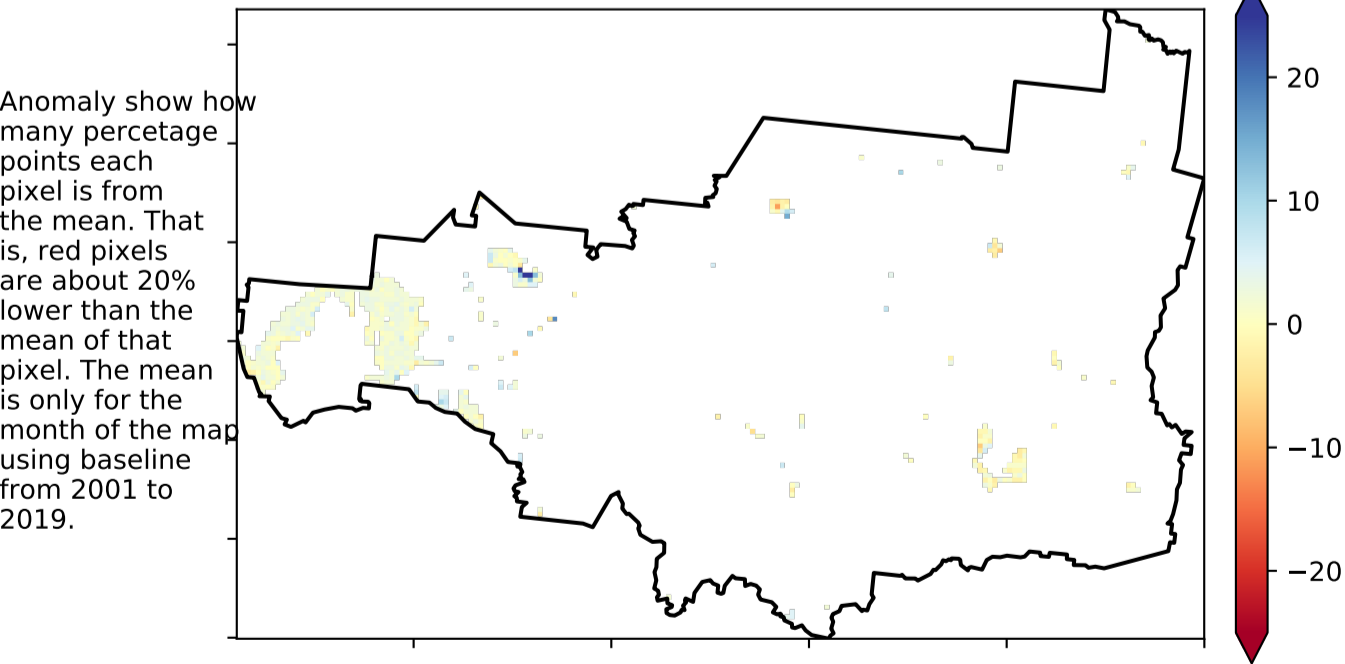 Anomaly show how
many percetage
points each
pixel is from
the mean. That
is, red pixels
are about 20%
lower than the
mean of that
pixel. The mean
is only for the
month of the map
using baseline
from 2001 to
2019.
20
10
0
−10
−20